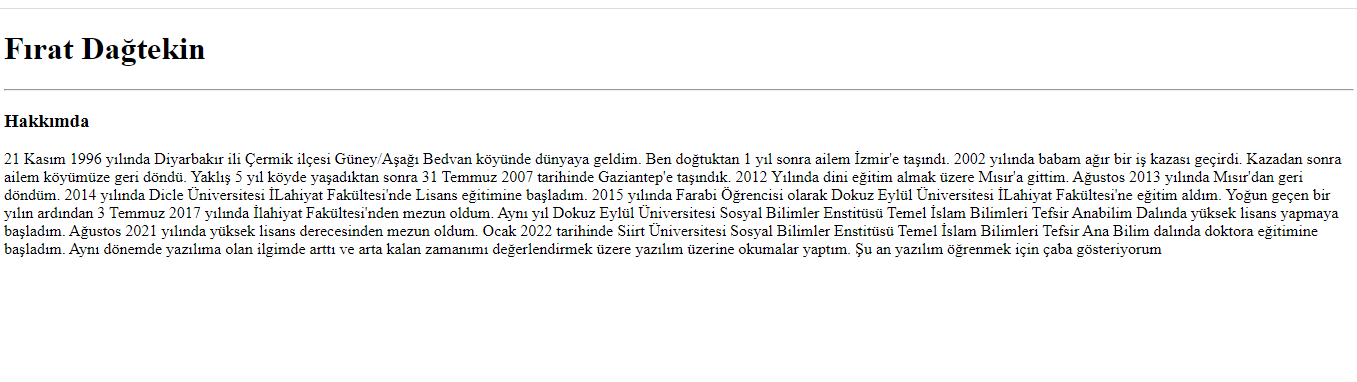 Fırat Dağtekin
Hakkımda
21 Kasım 1996 yılında Diyarbakır ili Çermik ilçesi Güney/Aşağı Bedvan köyünde dünyaya geldim. Ben doğtuktan 1 yıl sonra ailem İzmir'e taşındı. 2002 yılında babam ağır bir iş kazası geçirdi. Kazadan sonra
ailem köyümüze geri döndü. Yaklış 5 yıl köyde yaşadıktan sonra 31 Temmuz 2007 tarihinde Gaziantep'e taşındık. 2012 Yılında dini eğitim almak üzere Mısır'a gittim. Ağustos 2013 yılında Mısır'dan geri
döndüm. 2014 yılında Dicle Üniversitesi İLahiyat Fakültesi'nde Lisans eğitimine başladım. 2015 yılında Farabi Öğrencisi olarak Dokuz Eylül Üniversitesi İLahiyat Fakültesi'ne eğitim aldım. Yoğun geçen bir
yılın ardından 3 Temmuz 2017 yılında İlahiyat Fakültesi'nden mezun oldum. Aynı yıl Dokuz Eylül Üniversitesi Sosyal Bilimler Enstitüsü Temel İslam Bilimleri Tefsir Anabilim Dalında yüksek lisans yapmaya
başladım. Ağustos 2021 yılında yüksek lisans derecesinden mezun oldum. Ocak 2022 tarihinde Siirt Üniversitesi Sosyal Bilimler Enstitüsü Temel İslam Bilimleri Tefsir Ana Bilim dalında doktora eğitimine
başladım. Aynı dönemde yazılıma olan ilgimde arttı ve arta kalan zamanımı değerlendirmek üzere yazılım üzerine okumalar yaptım. Şu an yazılım öğrenmek için çaba gösteriyorum